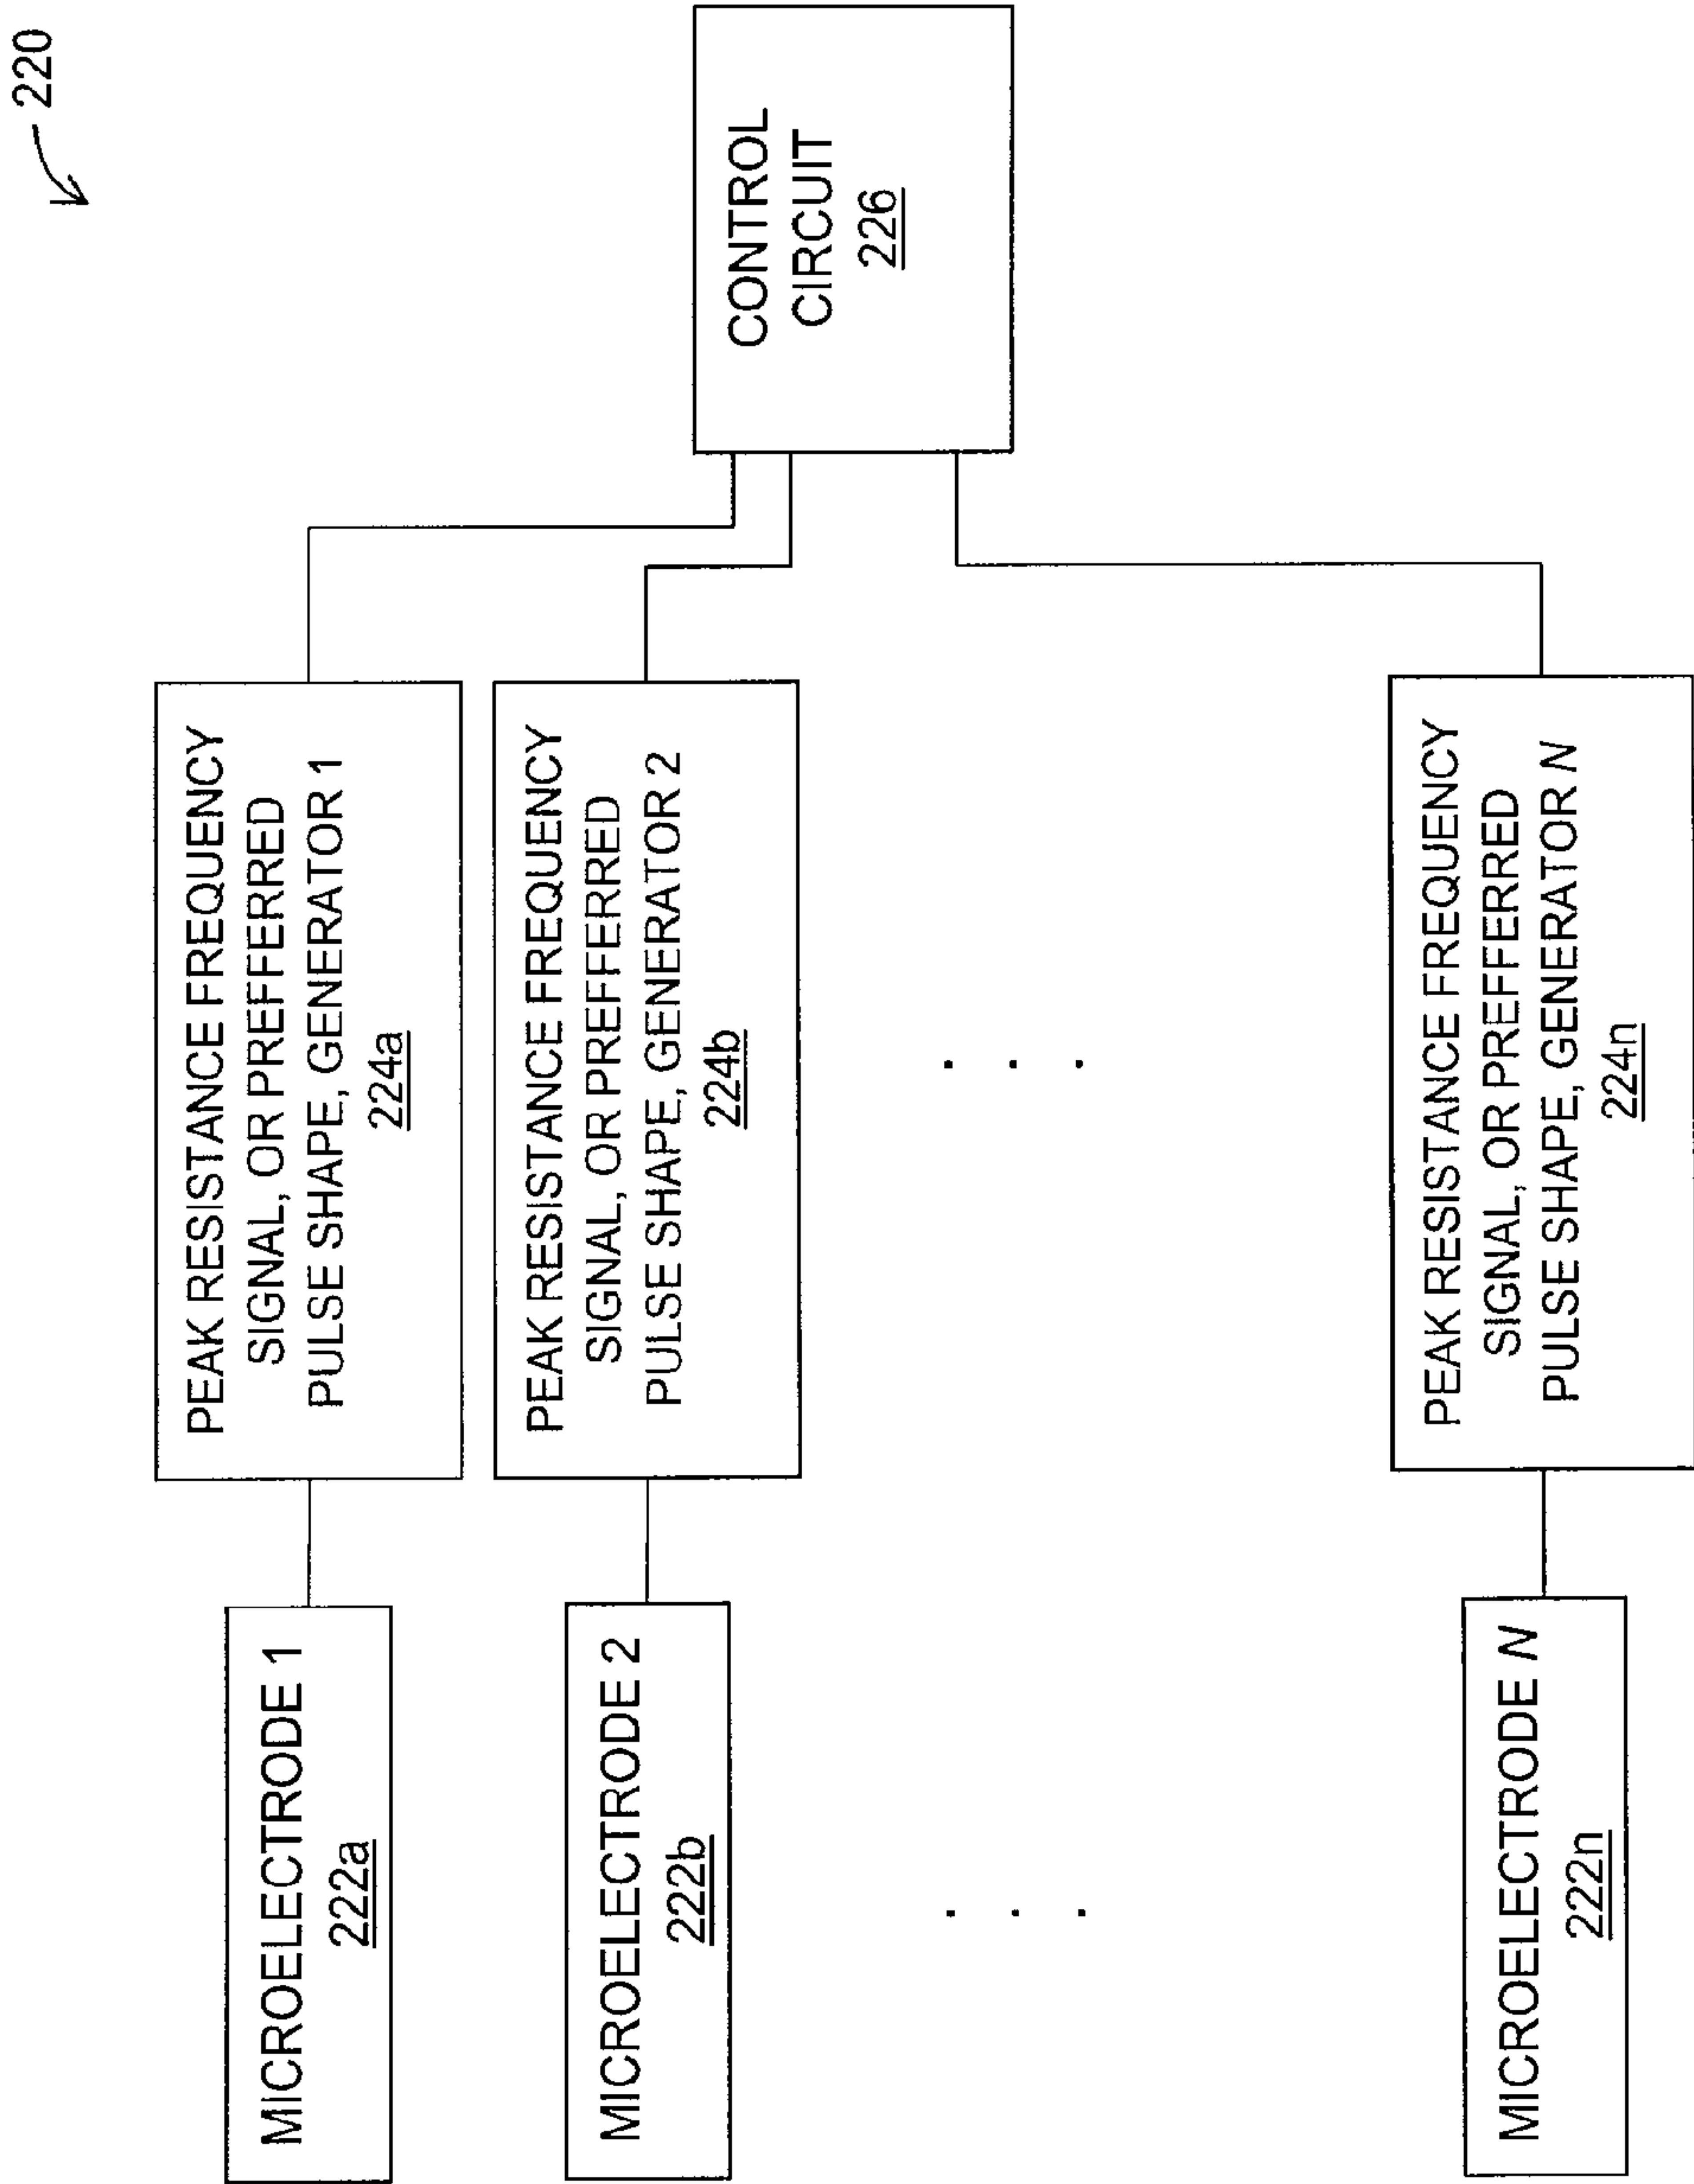 220
MICROELECTRODE 1
222a
PEAK RESISTANCE FREQUENCY
SIGNAL, OR PREFFERRED
PULSE SHAPE, GENERATOR 1
224a
MICROELECTRODE 2
222b
PEAK RESISTANCE FREQUENCY
SIGNAL, OR PREFFERRED
PULSE SHAPE, GENERATOR 2
224b
CONTROL
CIRCUIT
226
. . .
. . .
MICROELECTRODE N
222n
PEAK RESISTANCE FREQUENCY
SIGNAL, OR PREFFERRED
PULSE SHAPE, GENERATOR N
224n